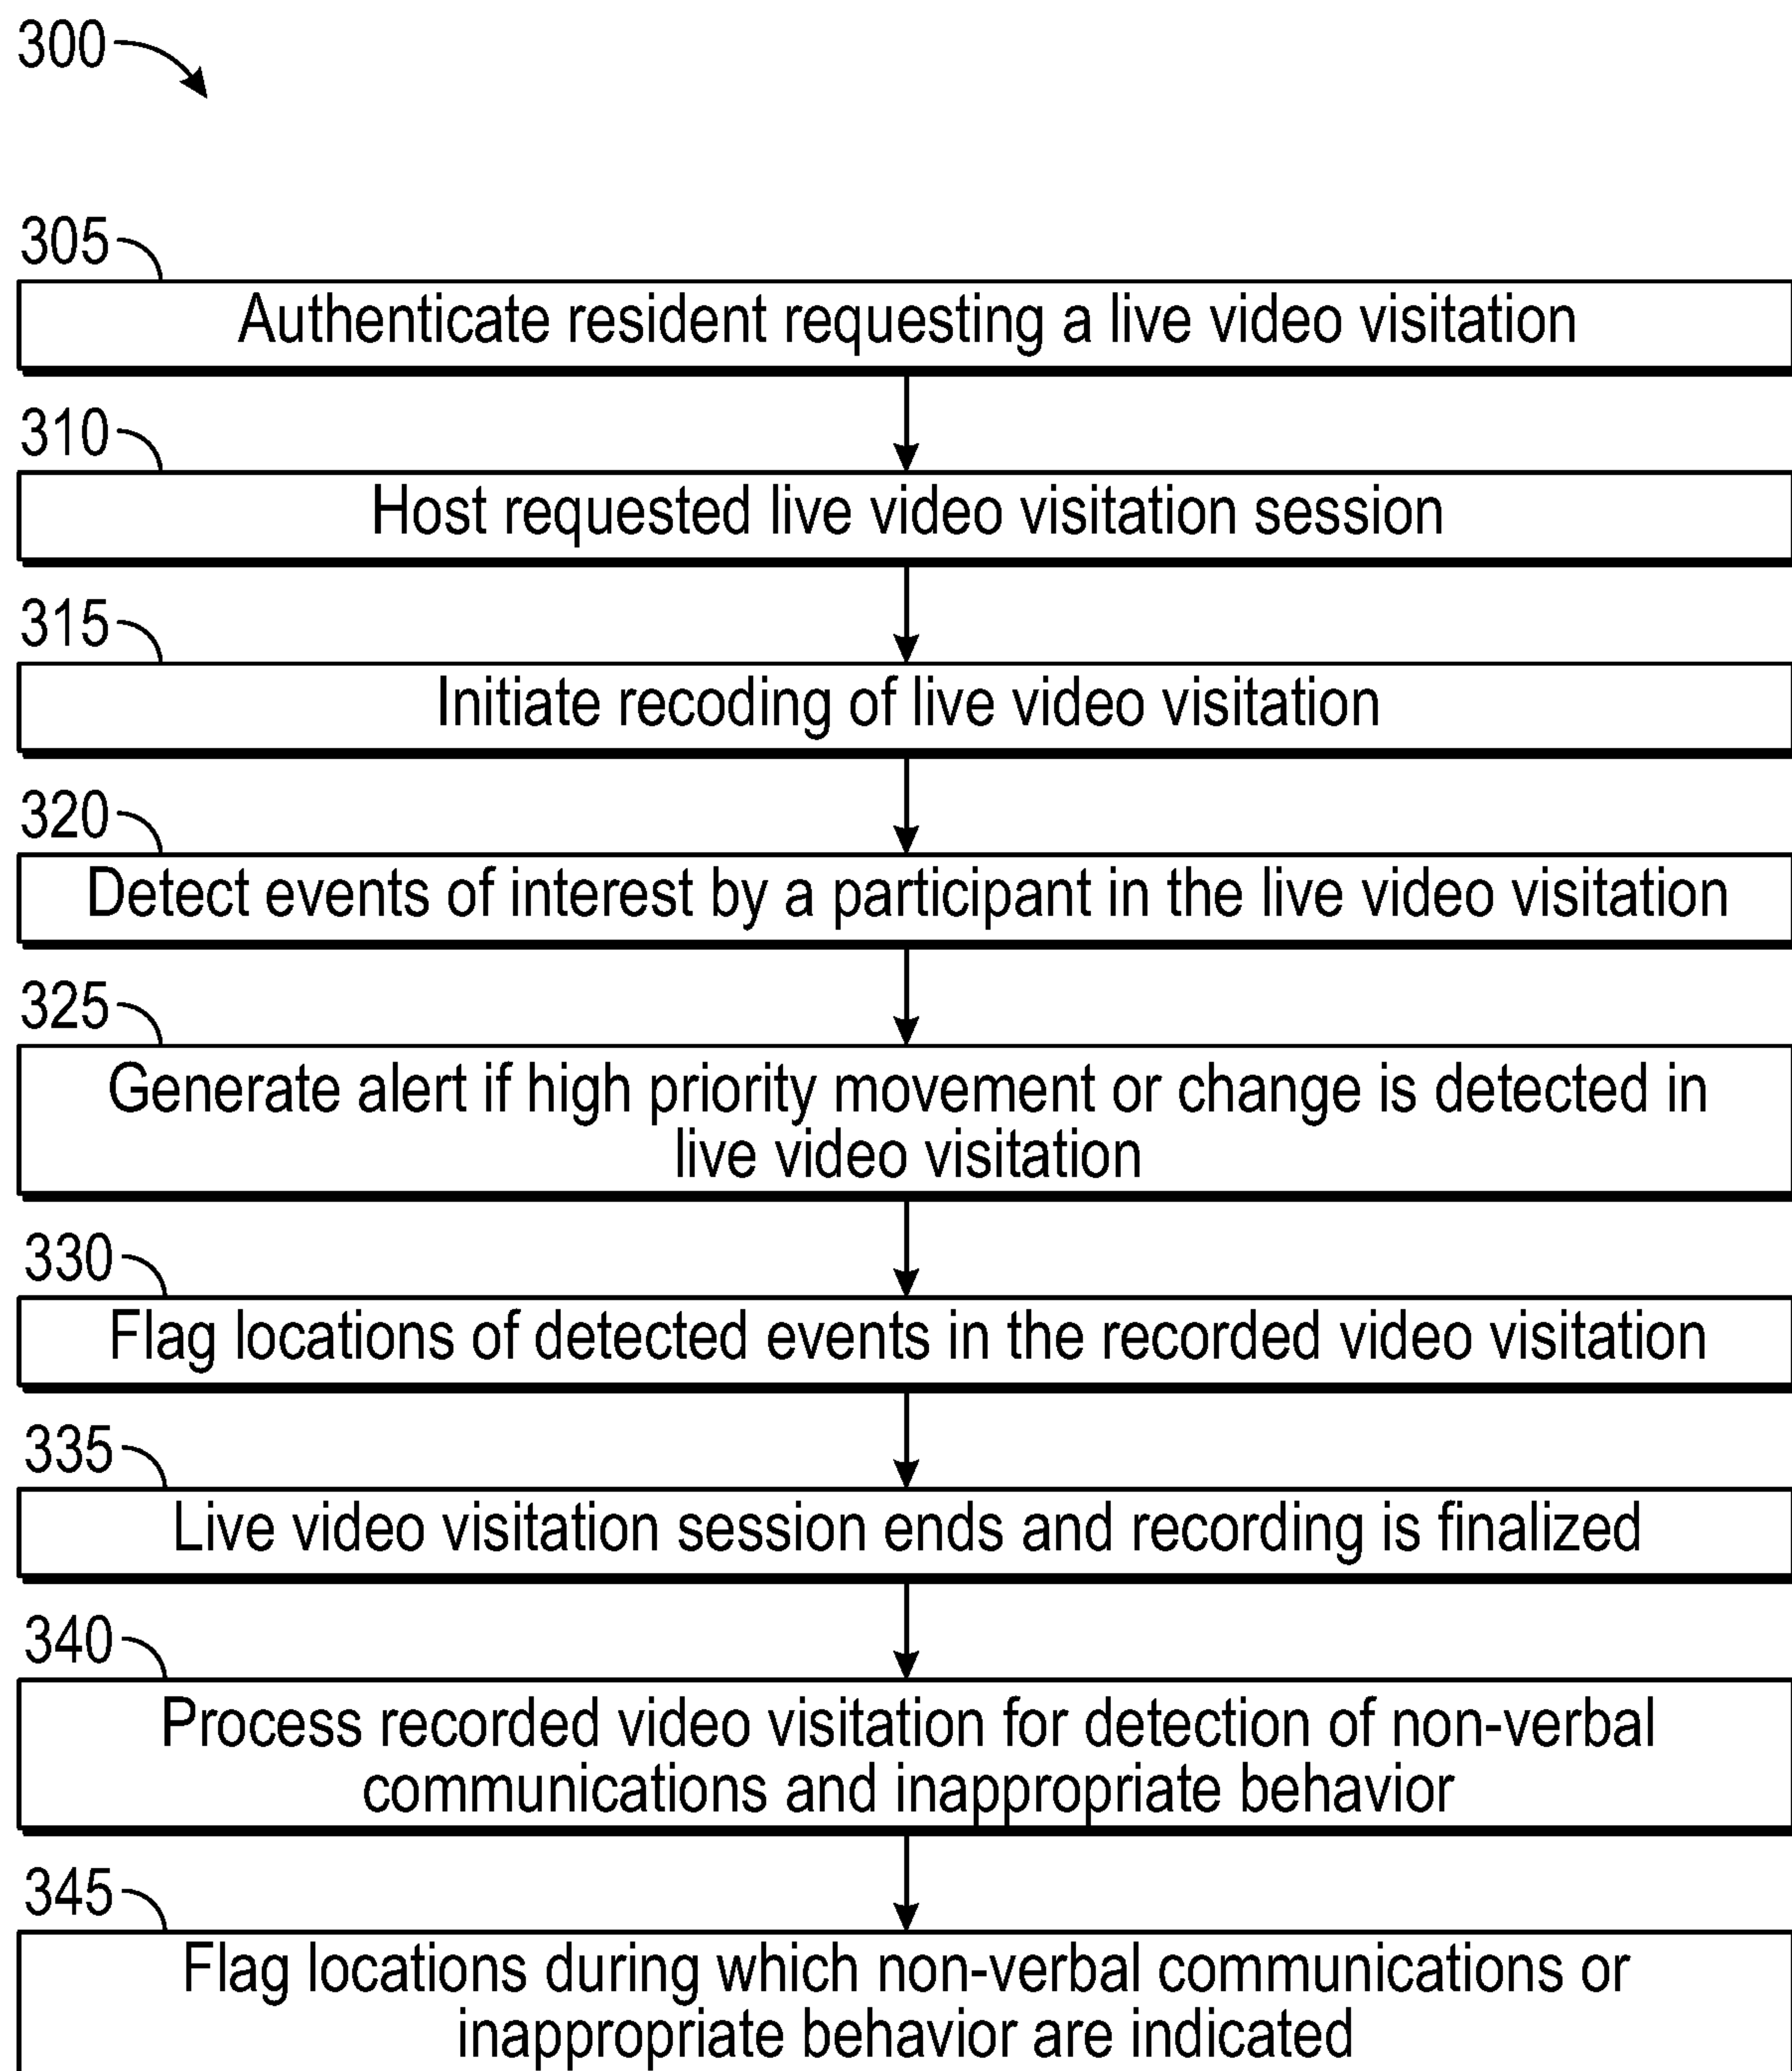 300
305
Authenticate resident requesting a live video visitation
310
Host requested live video visitation session
315
Initiate recoding of live video visitation
320
Detect events of interest by a participant in the live video visitation
325
Generate alert if high priority movement or change is detected in
live video visitation
330
Flag locations of detected events in the recorded video visitation
335
Live video visitation session ends and recording is finalized
340
Process recorded video visitation for detection of non-verbal
communications and inappropriate behavior
345
Flag locations during which non-verbal communications or
inappropriate behavior are indicated